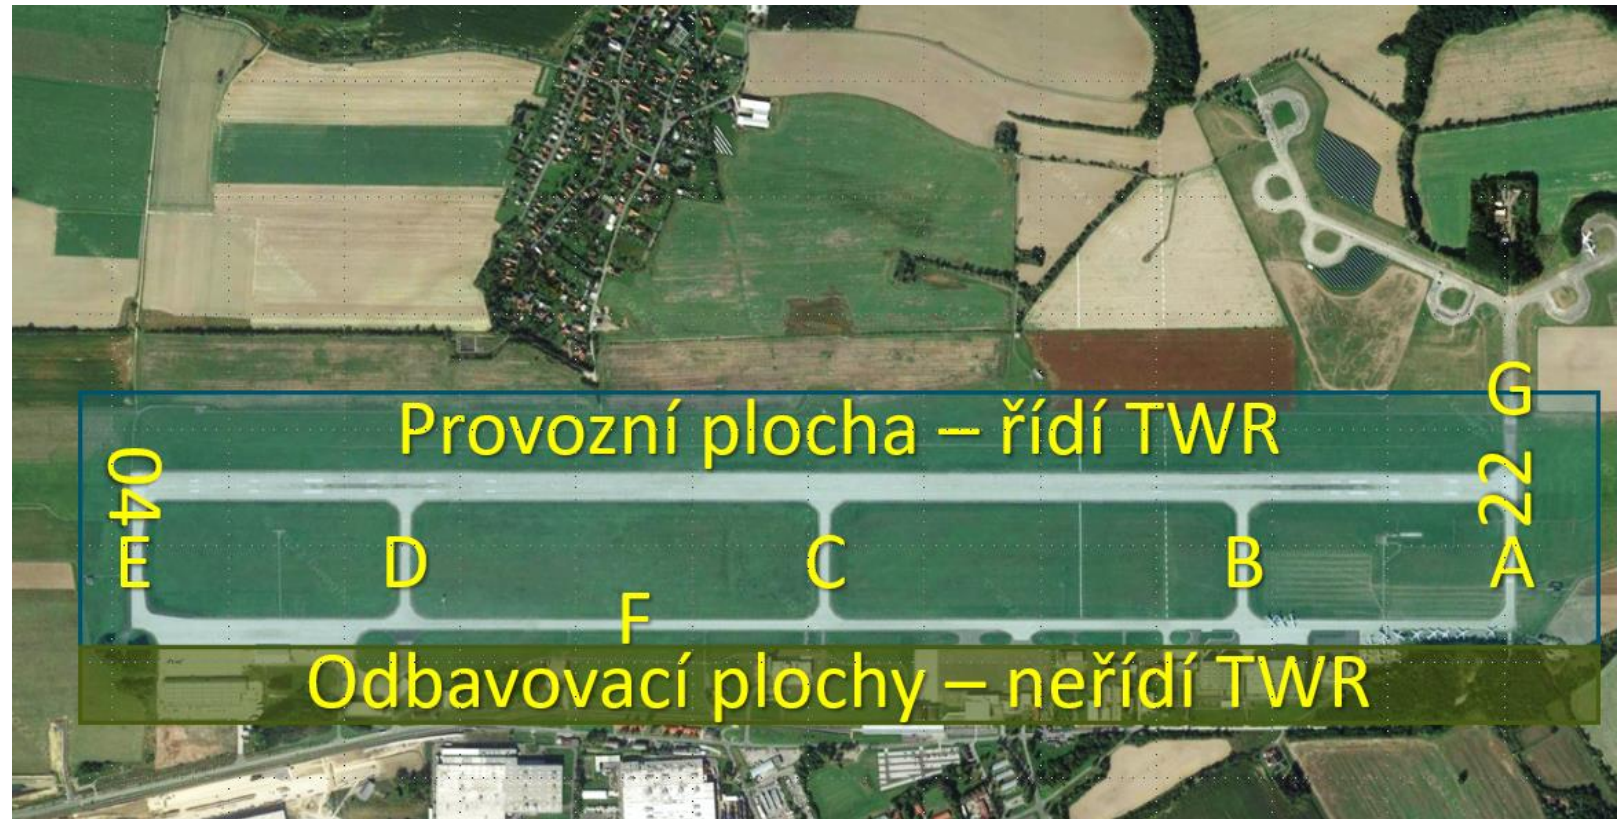 Provozní plocha – řídí TWR
G
04
22
E
D
C
B
A
F
Odbavovací plochy – neřídí TWR